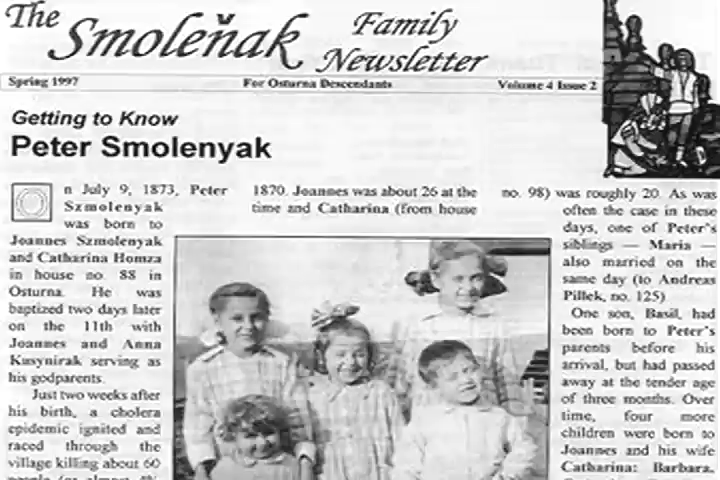 The
Smoleňak
Family
Newsletter
Spring 1997
For Osturna Descendants
Volume 4 Issue 2
Getting to Know
Peter Smolenyak
n July 9, 1873, Peter
Szmolenyak
was born to
Joannes Szmolenyak
and Catharina Homza
in house no. 88 in
Osturna. He was
baptized two days later
on the 11th with
Joannes and Anna
Kusynirak serving as
his godparents.
Just two weeks after
his birth, a cholera
epidemic ignited and
raced through the
village killing about 60
1870. Joannes was about 26 at the
time and Catharina (from house
no. 98) was roughly 20. As was
often the case in these
days, one of Peter's
siblings — Maria —
also married on the
same day (to Andreas
Pillek, no. 125)
One son, Basil, had
been born to Peter's
parents before his
arrival, but had passed
away at the tender age
of three months. Over
time, four more
children were born to
Joannes and his wife
Catharina: Barbara,